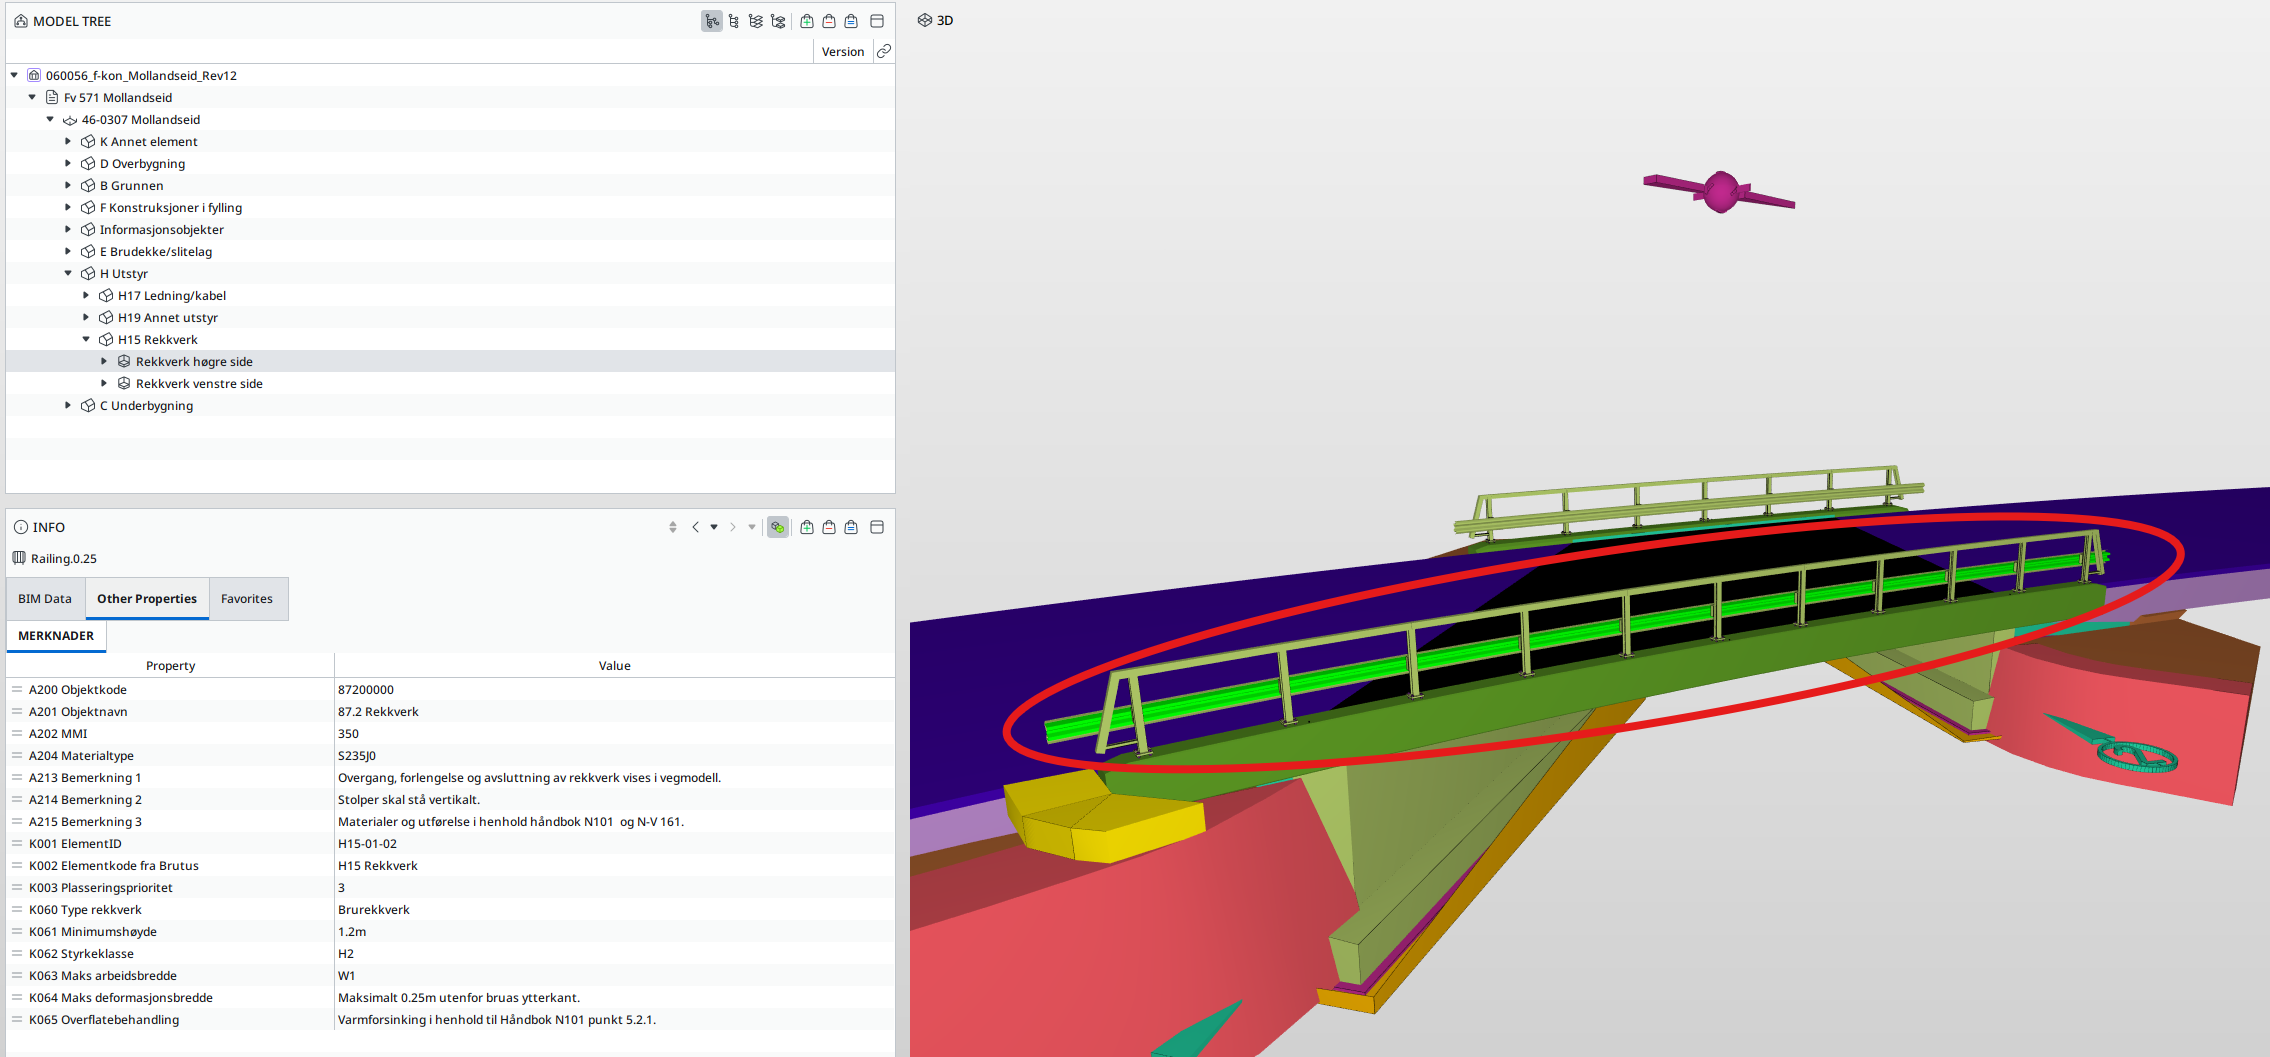 MODEL TREE
Version
060056_f-kon_Mollandseid_Rev12
Fv 571 Mollandseid
46-0307 Mollandseid
K Annet element
D Overbygning
B Grunnen
F Konstruksjoner i fylling
Informasjonsobjekter
E Brudekke/slitelag
H Utstyr
H17 Ledning/kabel
H19 Annet utstyr
H15 Rekkverk
Rekkverk høgre side
Rekkverk venstre side
C Underbygning
INFO
Railing.0.25
BIM Data Other Properties Favorites
MERKNADER
Property Value
A200 Objektkode 87200000
A201 Objektnavn 87.2 Rekkverk
A202 MMI 350
A204 Materialtype S235J0
A213 Bemerkning 1 Overgang, forlengelse og avsluttning av rekkverk vises i vegmodell.
A214 Bemerkning 2 Stolper skal stå vertikalt.
A215 Bemerkning 3 Materialer og utførelse i henhold håndbok N101 og N-V 161.
K001 ElementID H15-01-02
K002 Elementkode fra Brutus H15 Rekkverk
K003 Plasseringsprioritet 3
K060 Type rekkverk Brurekkverk
K061 Minimumshøyde 1.2m
K062 Styrkeklasse H2
K063 Maks arbeidsbredde W1
K064 Maks deformasjonsbredde Maksimalt 0.25m utenfor bruas ytterkant.
K065 Overflatebehandling Varmforsinking i henhold til Håndbok N101 punkt 5.2.1.
3D